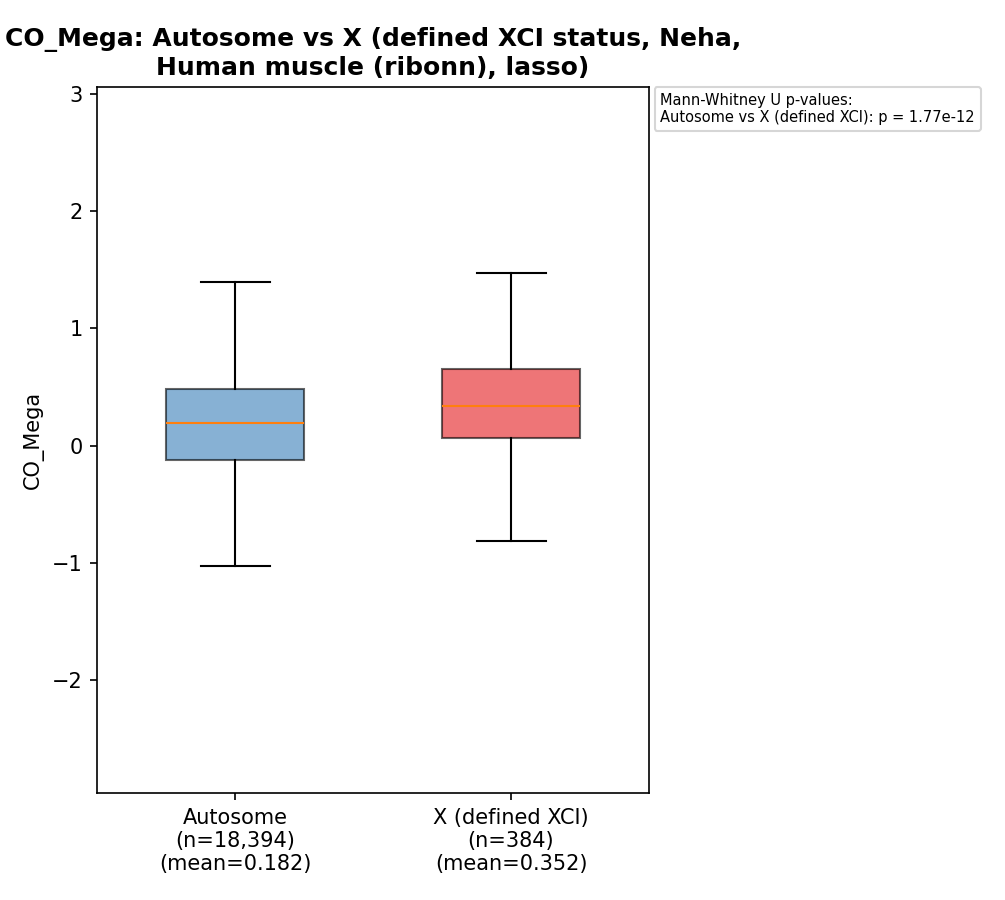 CO_Mega: Autosome vs X (defined XCI status, Neha,
Human muscle (ribonn), lasso)
Mann-Whitney U p-values:
Autosome vs X (defined XCI): p = 1.77e-12
3
2
1
0
−1
−2
CO_Mega
Autosome
(n=18,394)
(mean=0.182)
X (defined XCI)
(n=384)
(mean=0.352)